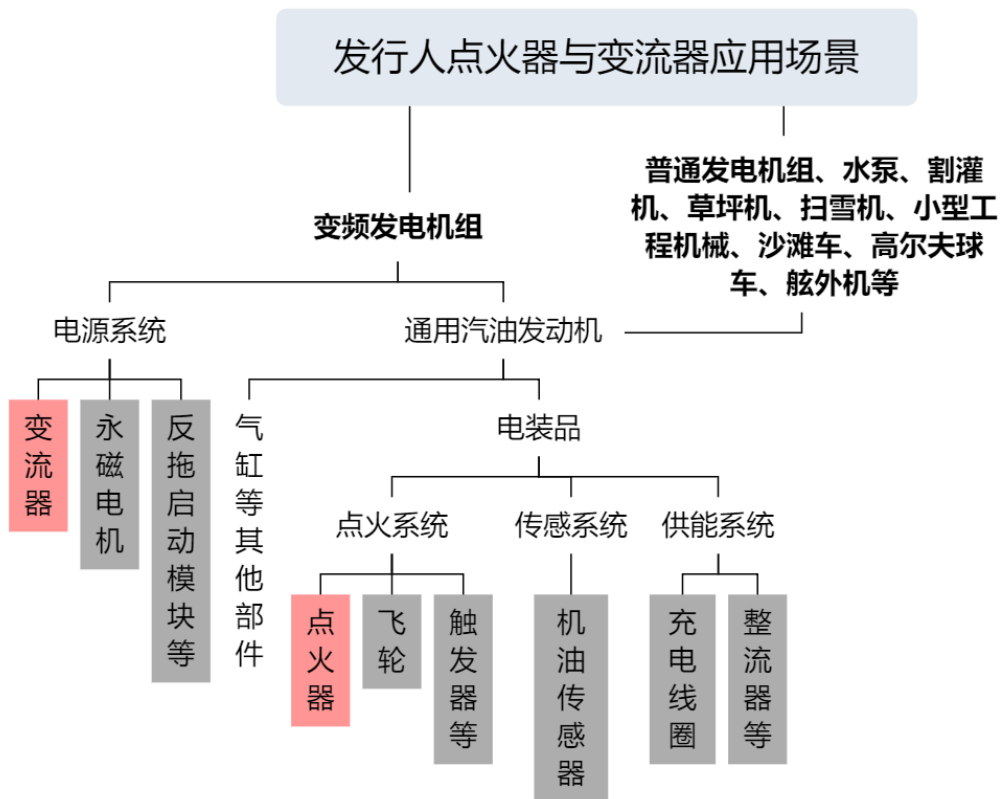 发行人点火器与变流器应用场景
普通发电机组、水泵、割灌
机、草坪机、扫雪机、小型工
程机械、沙滩车、高尔夫球
车、舷外机等
变频发电机组
电源系统
通用汽油发动机
变流器
永磁电机
反拖启动模块等
气缸等其他部件
电装品
点火系统
传感系统
供能系统
点火器
飞轮
触发器等
机油传感器
充电线圈
整流器等